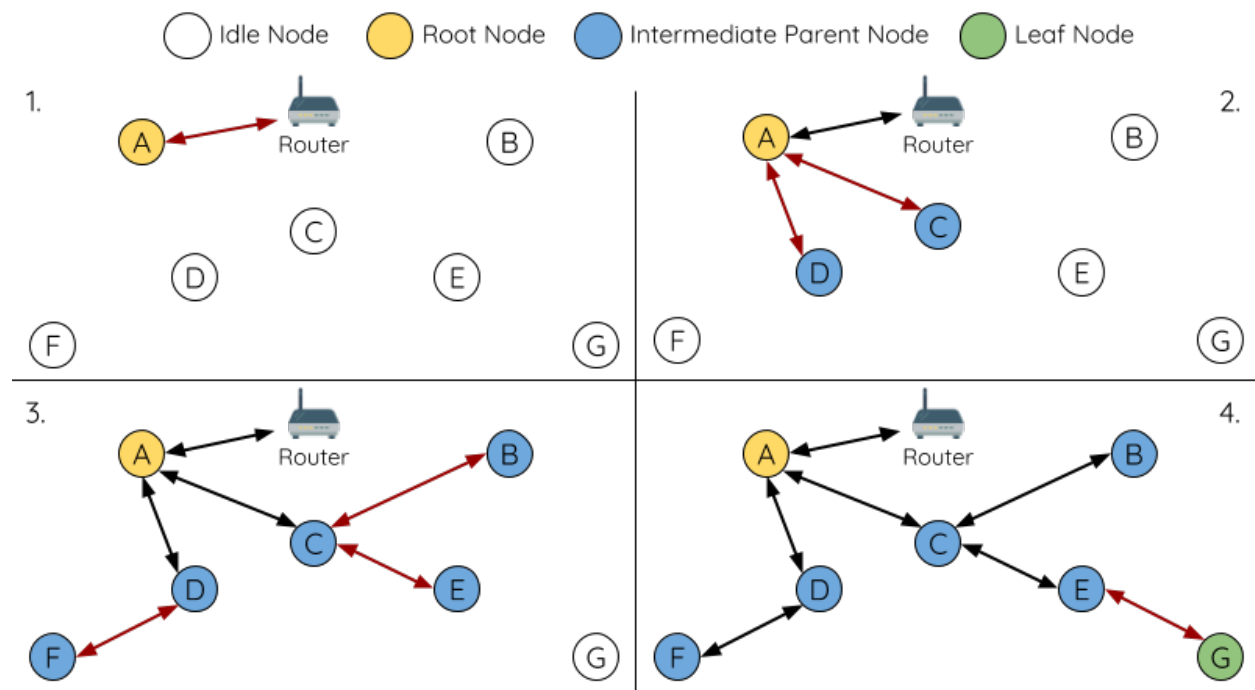 Idle Node Root Node Intermediate Parent Node Leaf Node
1.
A
Router
B
C
D
E
F
G
2.
A
Router
B
C
D
E
F
G
3.
A
Router
B
C
D
E
F
G
4.
A
Router
B
C
D
E
F
G